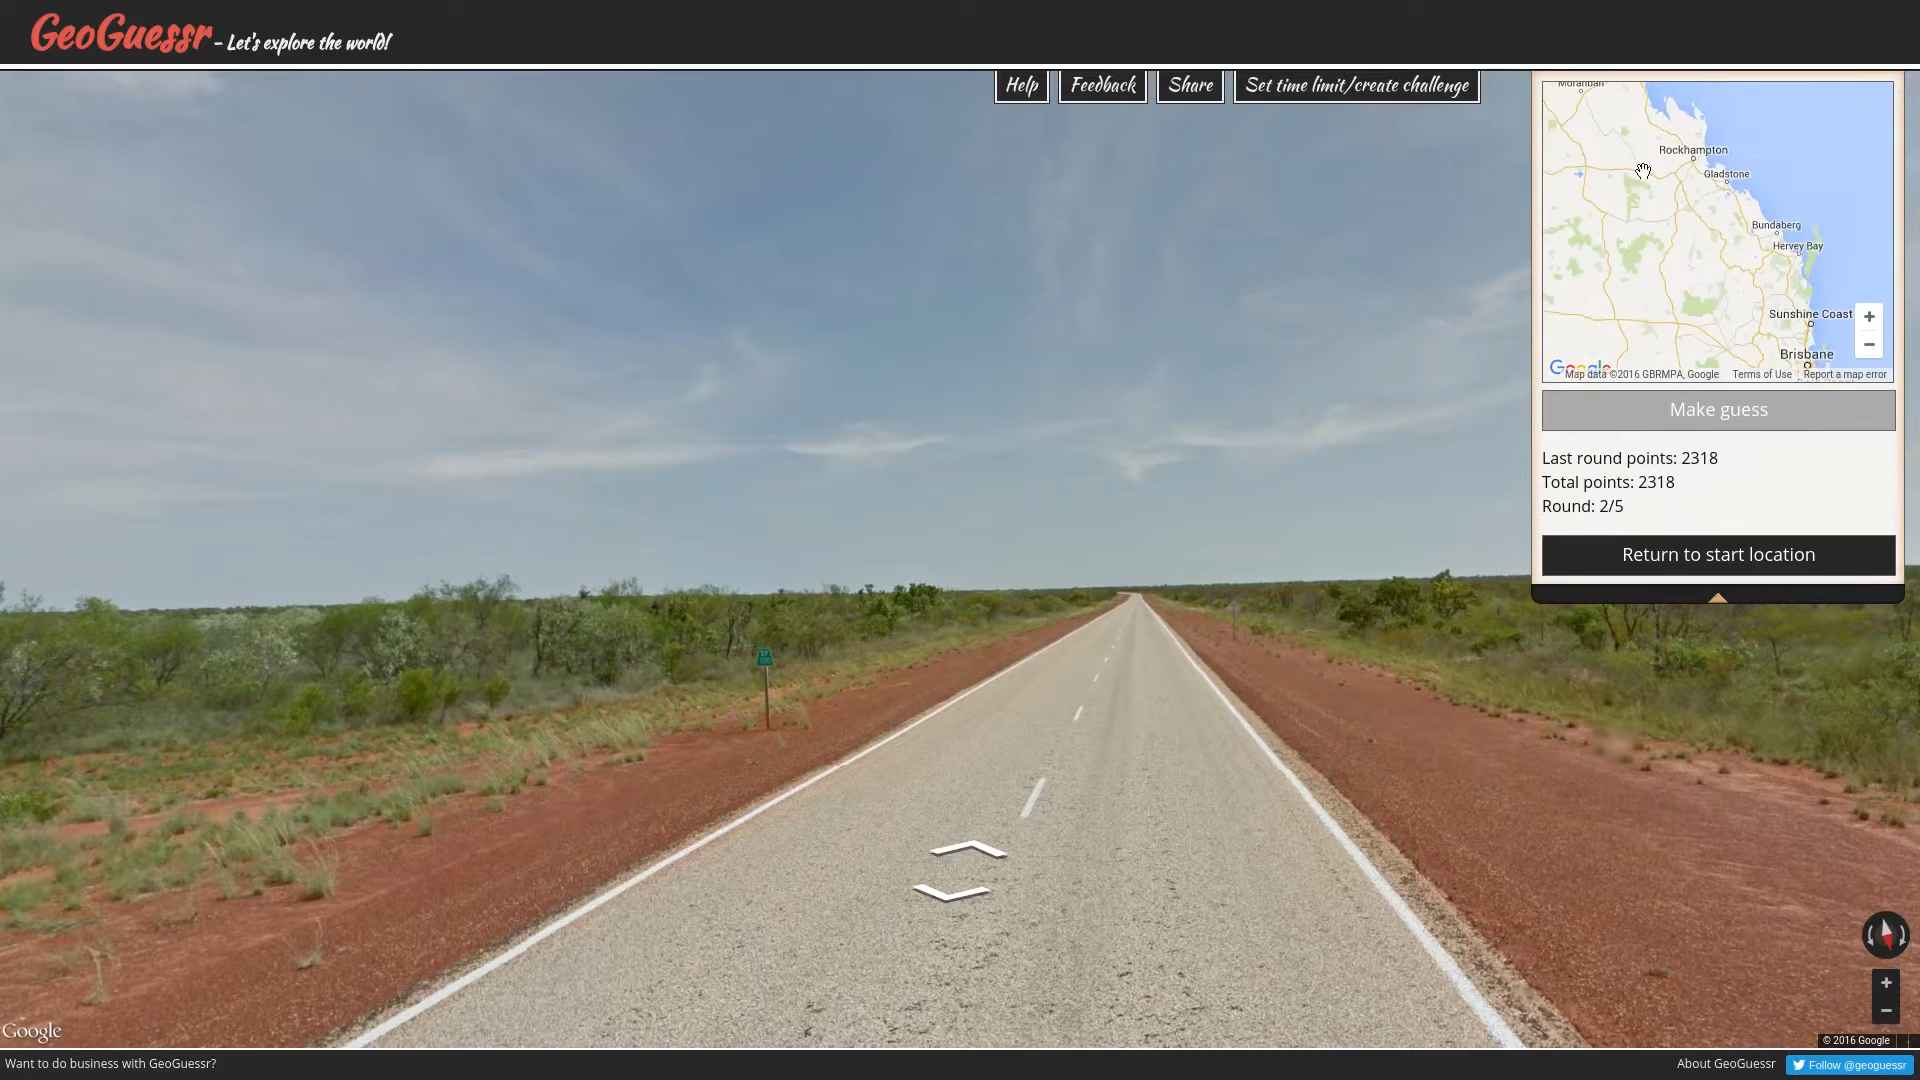 GeoGuessr - Let's explore the world!
Help
Feedback
Share
Set time limit/create challenge
Rockhampton
Gladstone
Bundaberg
Hervey Bay
Sunshine Coast
Brisbane
Google
Map data ©2016 GBRMPA, Google
Terms of Use
Report a map error
+
−
Make guess
Last round points: 2318
Total points: 2318
Round: 2/5
Return to start location
100
+
−
Google
© 2016 Google
Want to do business with GeoGuessr?
About GeoGuessr
Follow @geoguessr